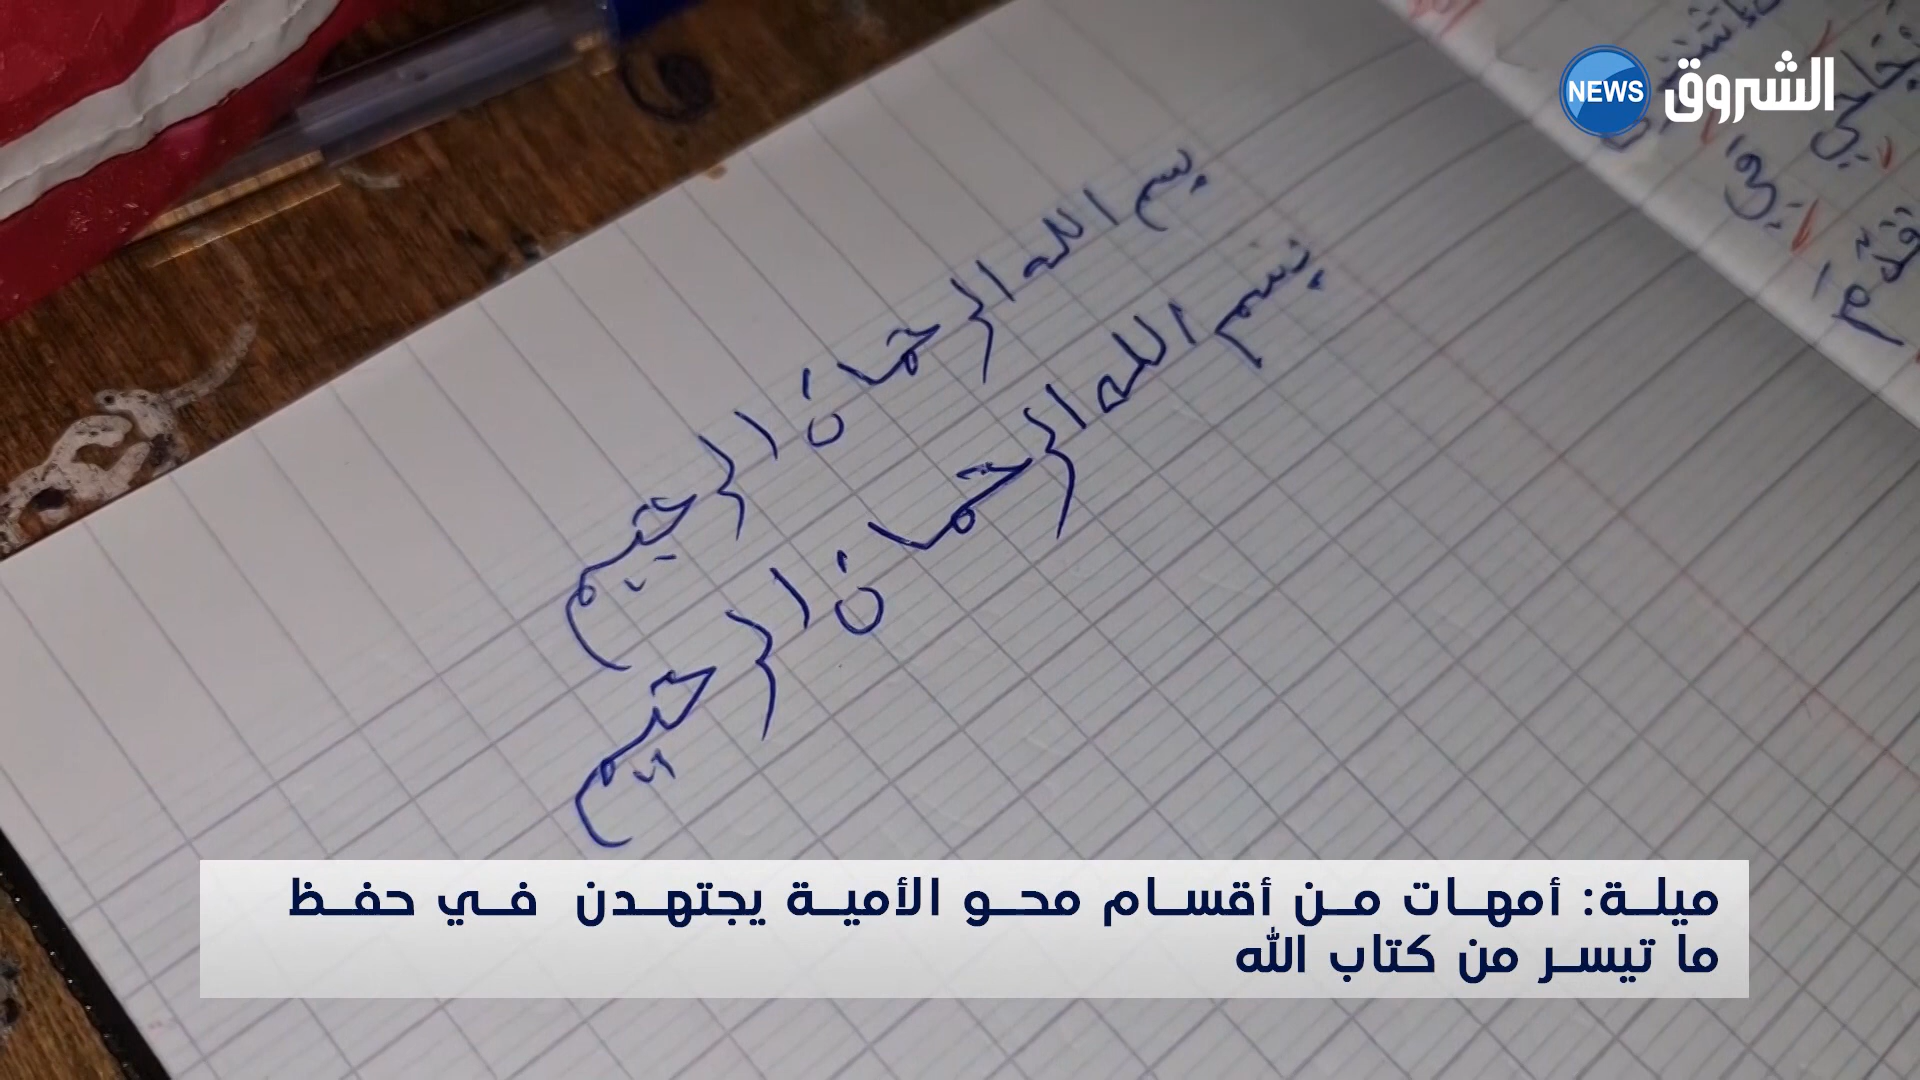 NEWS الشروق
بسم الله الرحمان الرحيم
بسم الله الرحمان الرحيم
ميلة: أمهات من أقسام محو الأمية يجتهدن في حفظ
ما تيسر من كتاب الله